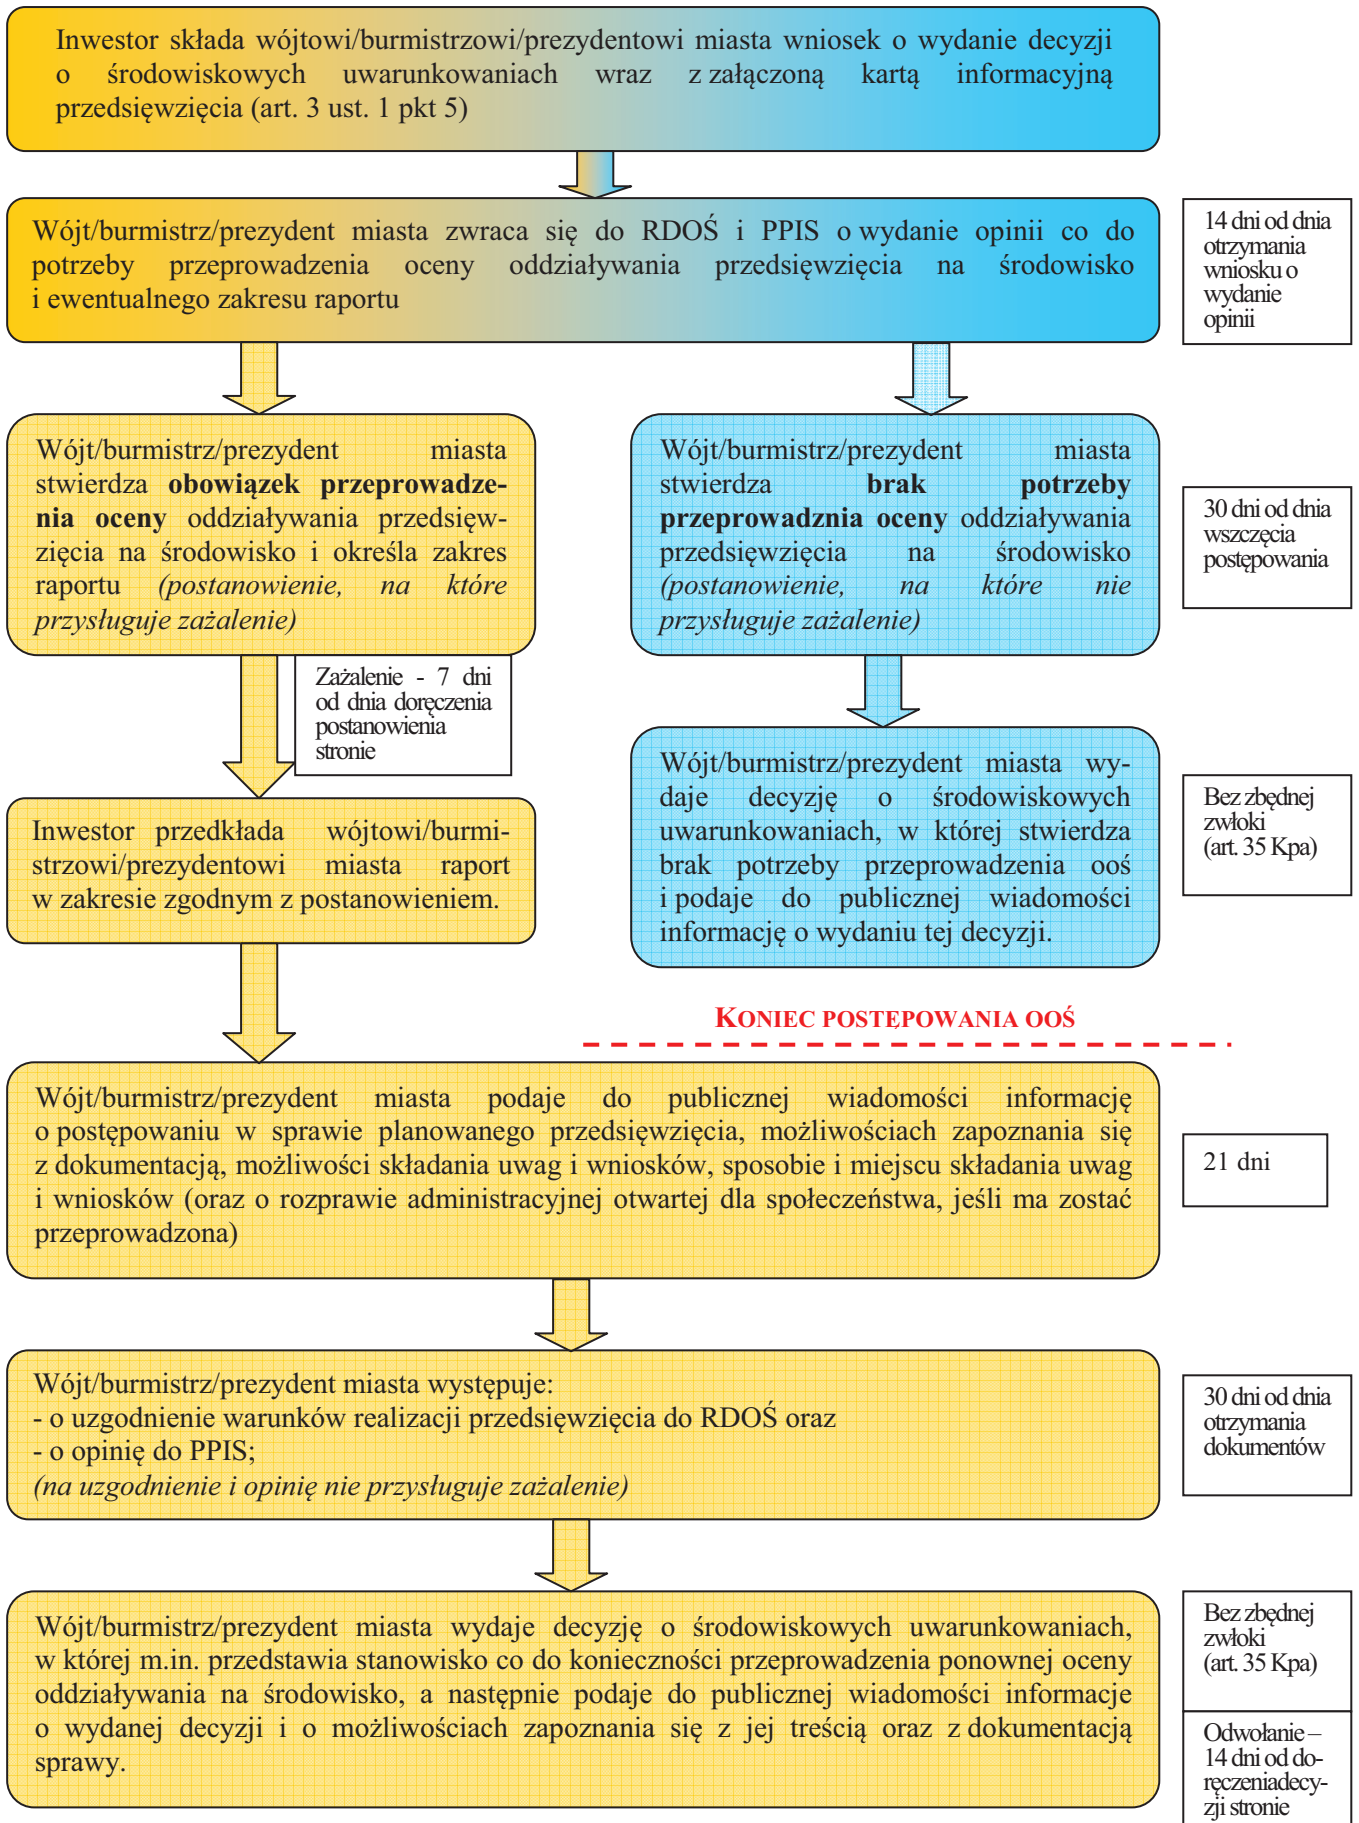 Inwestor składa wójtowi/burmistrzowi/prezydentowi miasta wniosek o wydanie decyzji
o środowiskowych uwarunkowaniach wraz z załączoną kartą informacyjną
przedsięwzięcia (art. 3 ust. 1 pkt 5)
Wójt/burmistrz/prezydent miasta zwraca się do RDOŚ i PPIS o wydanie opinii co do
potrzeby przeprowadzenia oceny oddziaływania przedsięwzięcia na środowisko
i ewentualnego zakresu raportu
14 dni od dnia
otrzymania
wniosku o
wydanie
opinii
Wójt/burmistrz/prezydent miasta
stwierdza obowiązek przeprowadze-
nia oceny oddziaływania przedsięw-
zięcia na środowisko i określa zakres
raportu (postanowienie, na które
przysługuje zażalenie)
Wójt/burmistrz/prezydent miasta
stwierdza brak potrzeby
przeprowadznia oceny oddziaływania
przedsięwzięcia na środowisko
(postanowienie, na które nie
przysługuje zażalenie)
30 dni od dnia
wszczęcia
postępowania
Zażalenie - 7 dni
od dnia doręczenia
postanowienia
stronie
Inwestor przedkłada wójtowi/burmi-
strzowi/prezydentowi miasta raport
w zakresie zgodnym z postanowieniem.
Wójt/burmistrz/prezydent miasta wy-
daje decyzję o środowiskowych
uwarunkowaniach, w której stwierdza
brak potrzeby przeprowadzenia ooś
i podaje do publicznej wiadomości
informację o wydaniu tej decyzji.
Bez zbędnej
zwłoki
(art. 35 Kpa)
KONIEC POSTĘPOWANIA OOŚ
Wójt/burmistrz/prezydent miasta podaje do publicznej wiadomości informację
o postępowaniu w sprawie planowanego przedsięwzięcia, możliwościach zapoznania się
z dokumentacją, możliwości składania uwag i wniosków, sposobie i miejscu składania uwag
i wniosków (oraz o rozprawie administracyjnej otwartej dla społeczeństwa, jeśli ma zostać
przeprowadzona)
21 dni
Wójt/burmistrz/prezydent miasta występuje:
- o uzgodnienie warunków realizacji przedsięwzięcia do RDOŚ oraz
- o opinię do PPIS;
(na uzgodnienie i opinię nie przysługuje zażalenie)
30 dni od dnia
otrzymania
dokumentów
Wójt/burmistrz/prezydent miasta wydaje decyzję o środowiskowych uwarunkowaniach,
w której m.in. przedstawia stanowisko co do konieczności przeprowadzenia ponownej oceny
oddziaływania na środowisko, a następnie podaje do publicznej wiadomości informacje
o wydanej decyzji i o możliwościach zapoznania się z jej treścią oraz z dokumentacją
sprawy.
Bez zbędnej
zwłoki
(art. 35 Kpa)
Odwołanie –
14 dni od do-
ręczeniadecy-
zji stronie